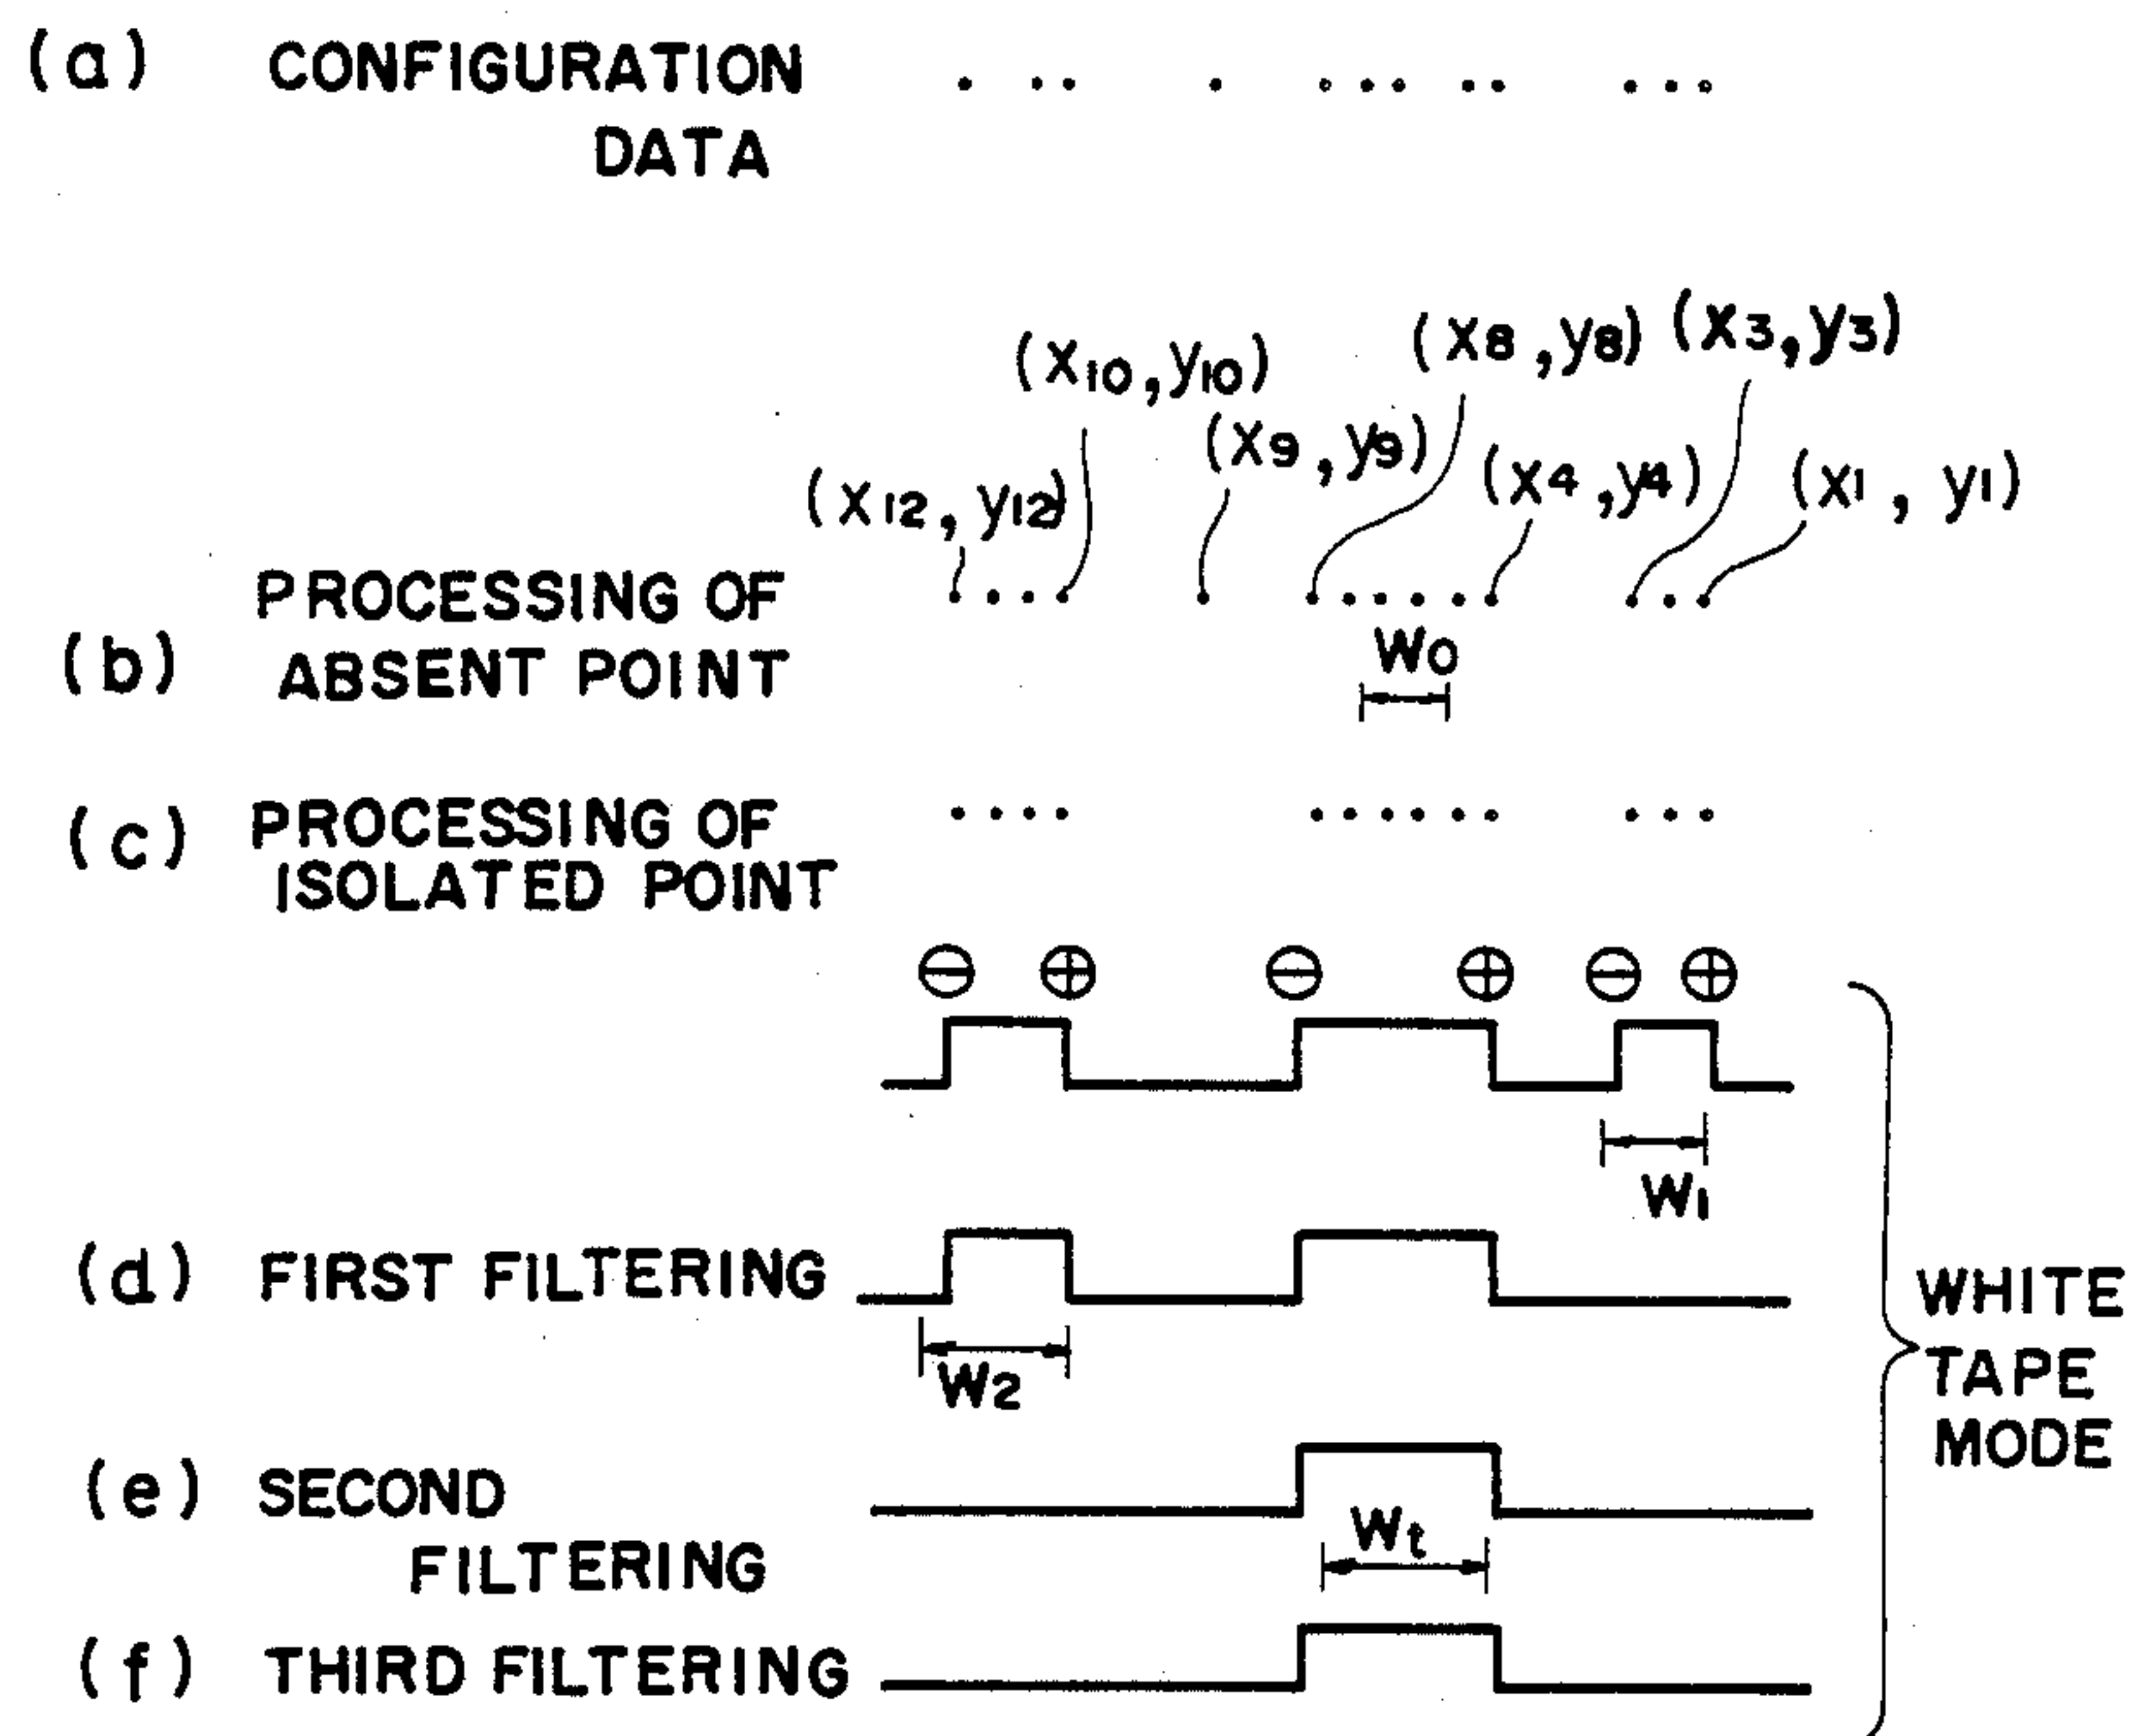 (a) CONFIGURATION
DATA
(x10,y10)
(x8,y8)
(x3,y3)
(x9,y9)
(x4,y4)
(x1, y1)
(x12,y12)
PROCESSING OF
(b) ABSENT POINT
W0
(c) PROCESSING OF
ISOLATED POINT
⊖ ⊕ ⊖ ⊕ ⊖ ⊕
W1
(d) FIRST FILTERING
W2
WHITE
TAPE
MODE
(e) SECOND
FILTERING
Wt
(f) THIRD FILTERING